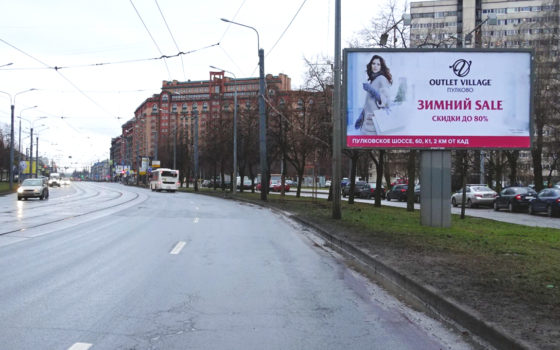 OUTLET VILLAGE
ПУЛКОВО
ЗИМНИЙ SALE
СКИДКИ ДО 80%
ПУЛКОВСКОЕ ШОССЕ, 60, К1, 2 КМ ОТ КАД